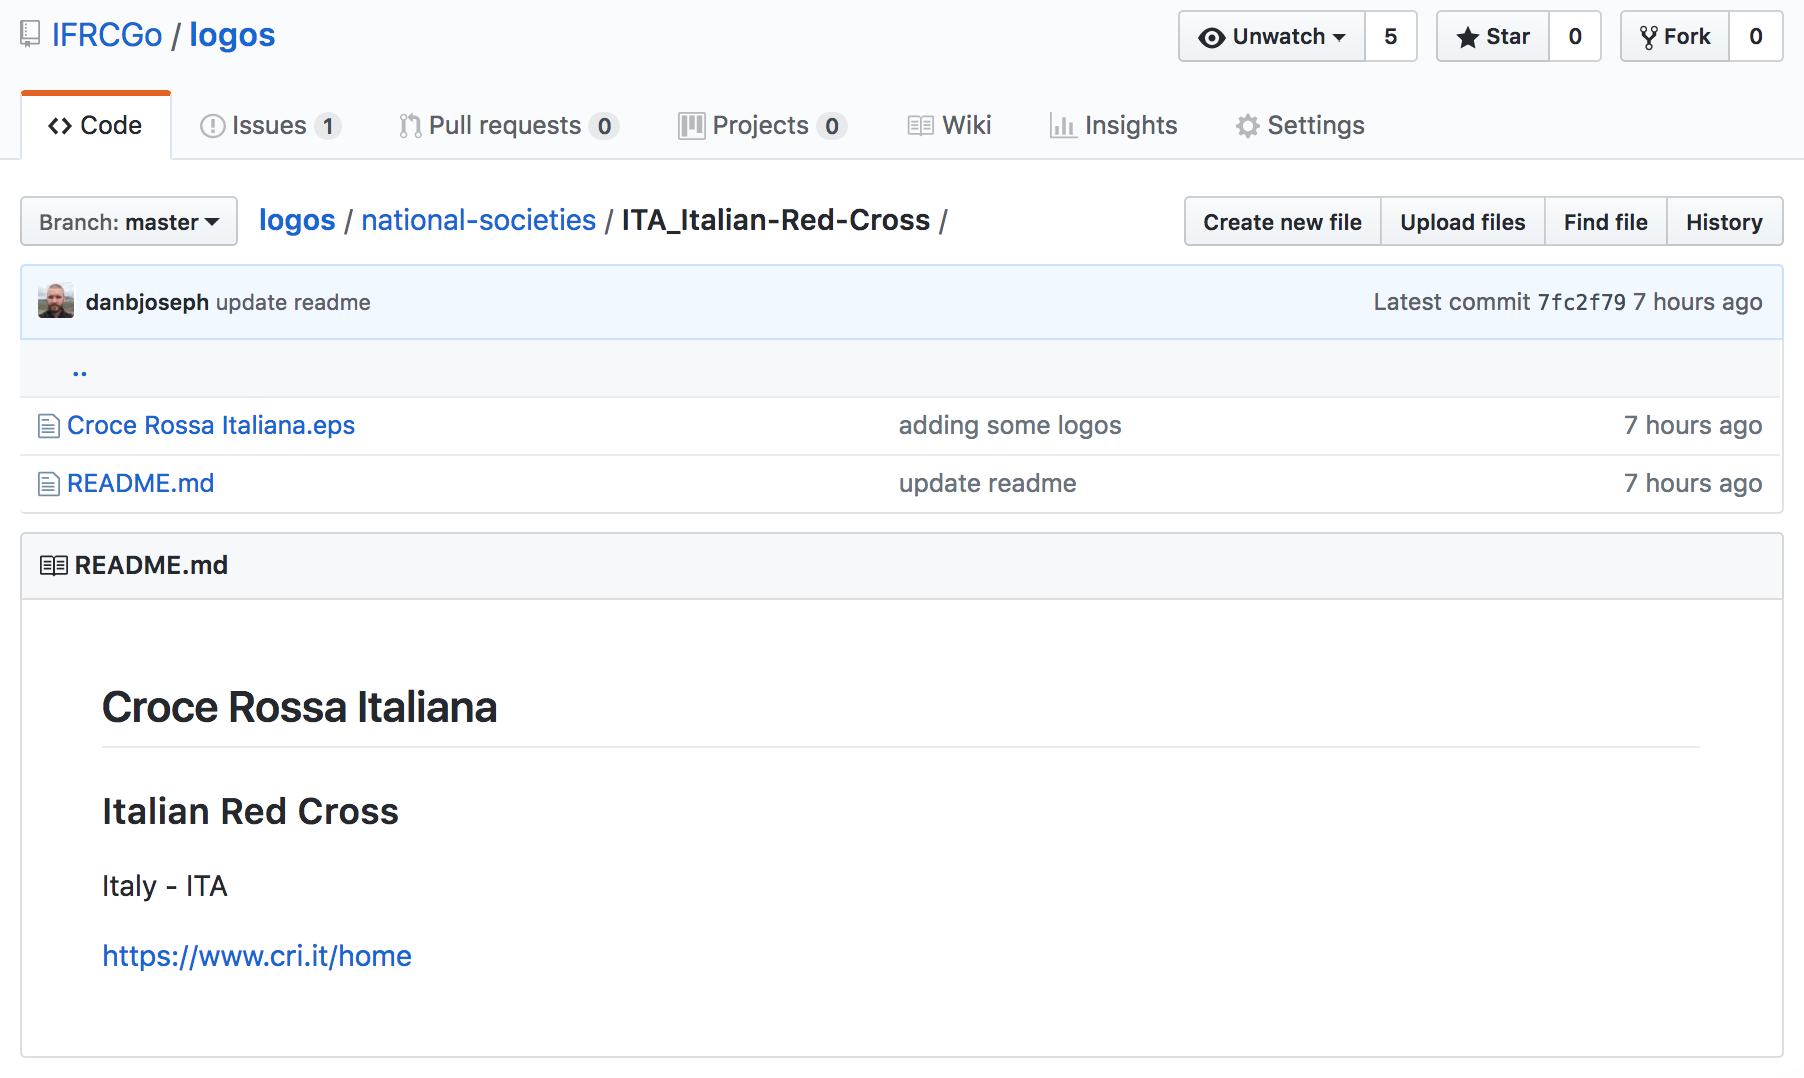 IFRCGo / logos
Unwatch 5 Star 0 Fork 0
Code Issues 1 Pull requests 0 Projects 0 Wiki Insights Settings
Branch: master logos / national-societies / ITA_Italian-Red-Cross / Create new file Upload files Find file History
danbjoseph update readme Latest commit 7fc2f79 7 hours ago
..
Croce Rossa Italiana.eps adding some logos 7 hours ago
README.md update readme 7 hours ago
README.md
Croce Rossa Italiana
Italian Red Cross
Italy - ITA
https://www.cri.it/home